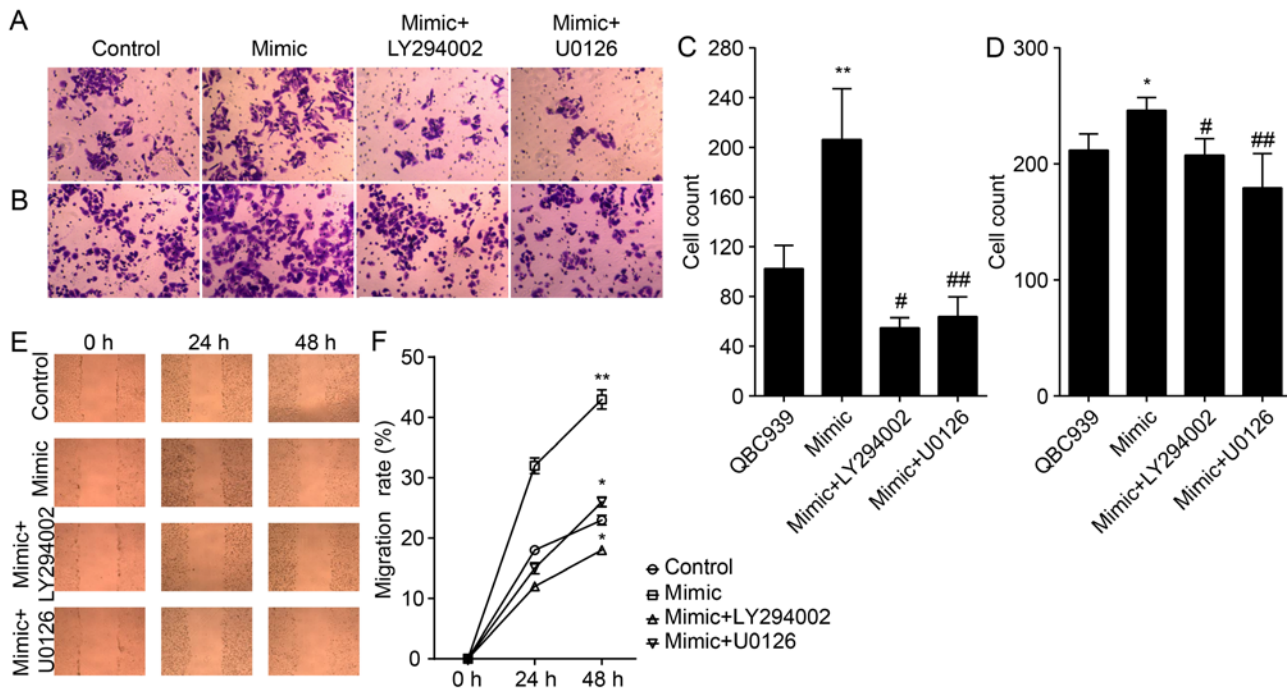 A
Control
Mimic
Mimic+
LY294002
Mimic+
U0126
B
C
Cell count
280
240
200
160
120
80
40
0
**
#
##
QBC939
Mimic
Mimic+LY294002
Mimic+U0126
D
Cell count
300
200
100
0
*
#
##
QBC939
Mimic
Mimic+LY294002
Mimic+U0126
E
0 h
24 h
48 h
Control
Mimic
Mimic+
LY294002
Mimic+
U0126
F
Migration rate (%)
50
40
30
20
10
0
**
*
*
0 h
24 h
48 h
Control
Mimic
Mimic+LY294002
Mimic+U0126